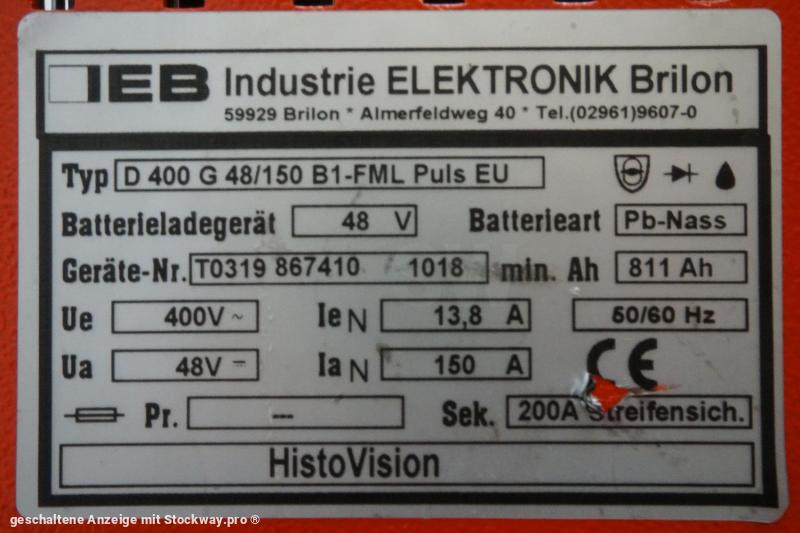 IEB Industrie ELEKTRONIK Brilon
59929 Brilon * Almerfeldweg 40 * Tel.(02961)9607-0
Typ D 400 G 48/150 B1-FML Puls EU
Batterieladegerät 48 V Batterieart Pb-Nass
Geräte-Nr. T0319 867410 1018 min. Ah 811 Ah
Ue 400V ~ Ie N 13,8 A 50/60 Hz
Ua 48V ⎓ Ia N 150 A CE
Pr. --- Sek. 200A Streifensich.
HistoVision
geschaltene Anzeige mit Stockway.pro ®